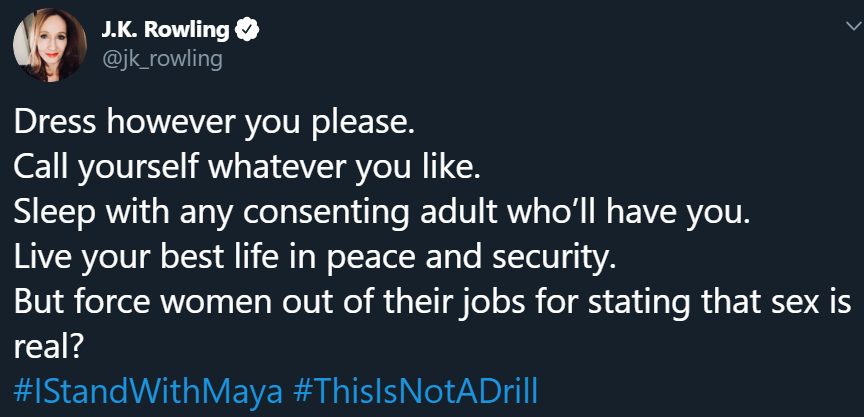 J.K. Rowling
@jk_rowling
Dress however you please.
Call yourself whatever you like.
Sleep with any consenting adult who’ll have you.
Live your best life in peace and security.
But force women out of their jobs for stating that sex is
real?
#IStandWithMaya #ThisIsNotADrill